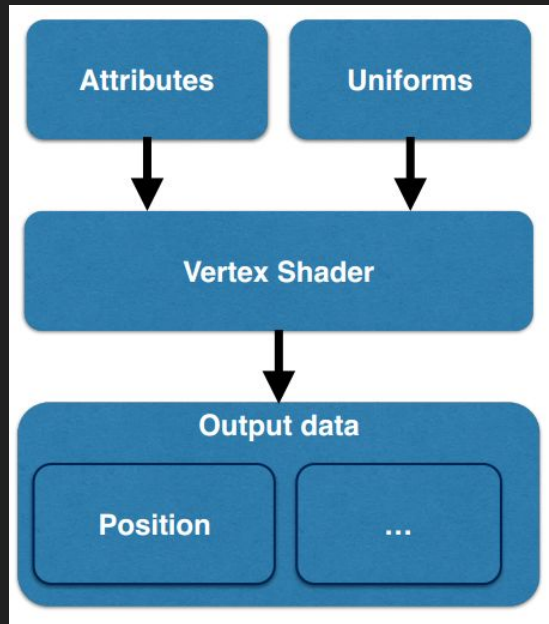 Attributes
Uniforms
Vertex Shader
Output data
Position
...